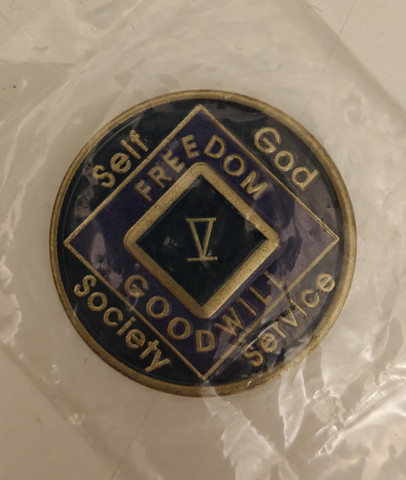 Self
God
FREEDOM
V
GOODWILL
Society
Service